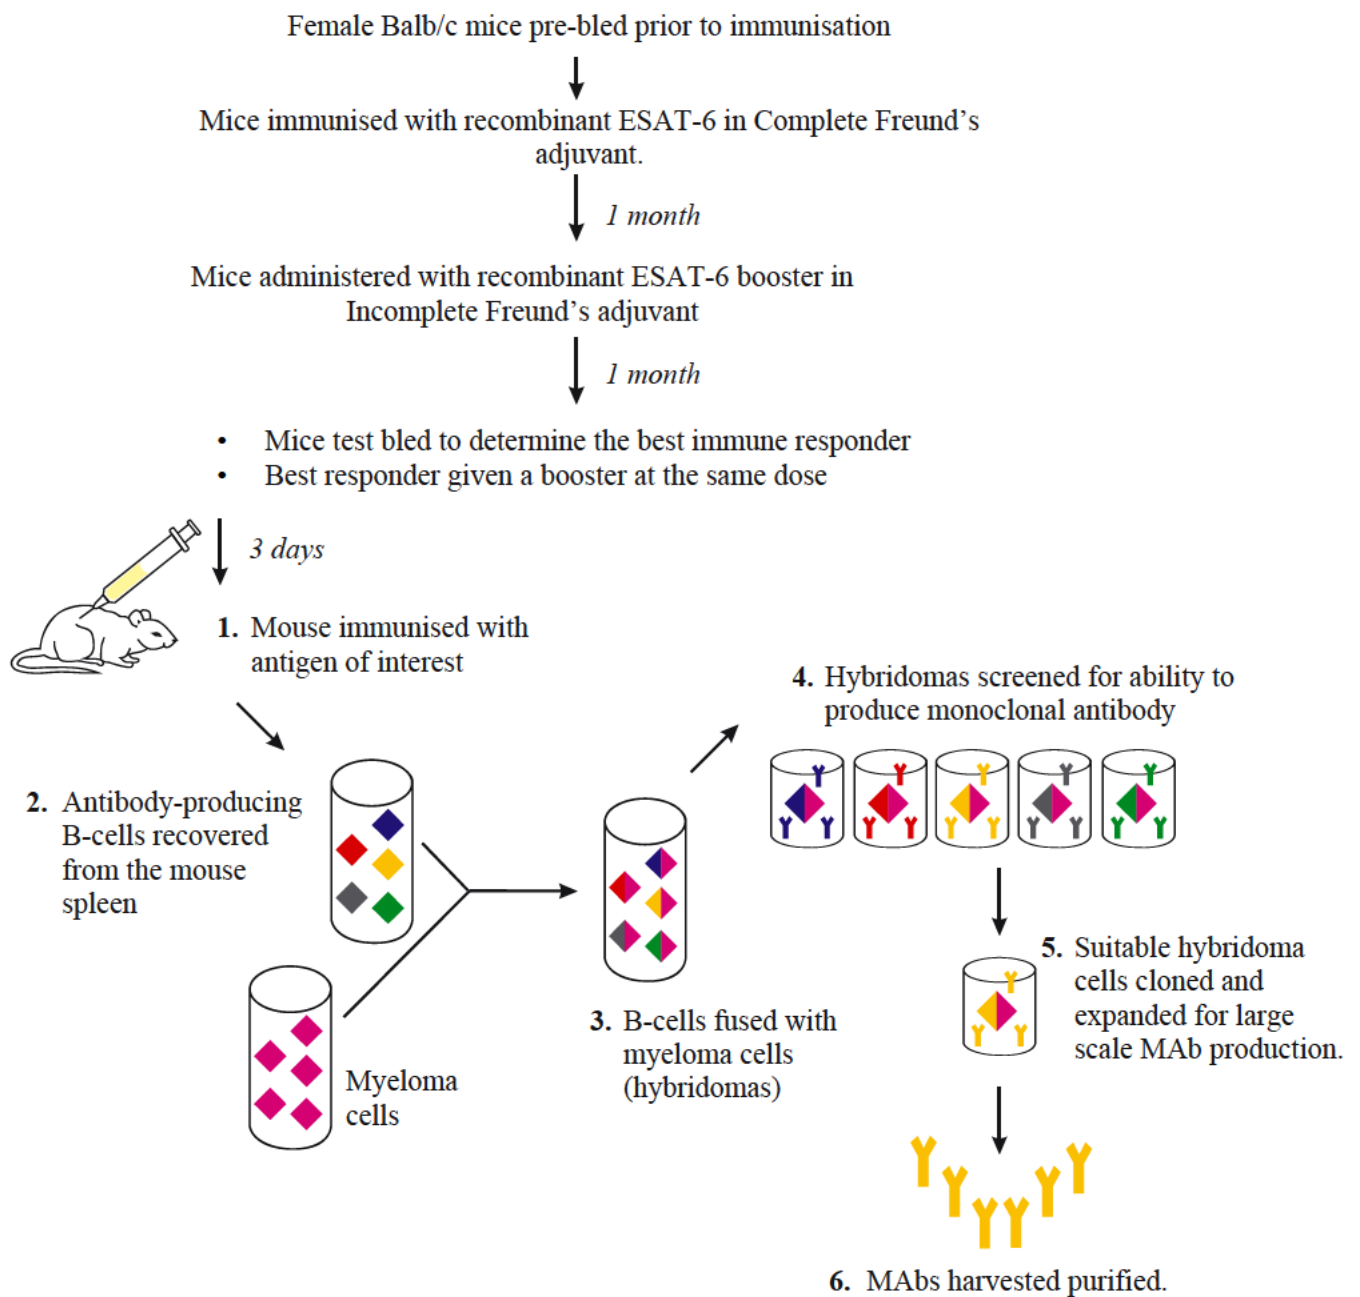 Female Balb/c mice pre-bled prior to immunisation
Mice immunised with recombinant ESAT-6 in Complete Freund's
adjuvant.
1 month
Mice administered with recombinant ESAT-6 booster in
Incomplete Freund's adjuvant
1 month
• Mice test bled to determine the best immune responder
• Best responder given a booster at the same dose
3 days
1. Mouse immunised with
antigen of interest
2. Antibody-producing
B-cells recovered
from the mouse
spleen
Myeloma
cells
3. B-cells fused with
myeloma cells
(hybridomas)
4. Hybridomas screened for ability to
produce monoclonal antibody
5. Suitable hybridoma
cells cloned and
expanded for large
scale MAb production.
6. MAbs harvested purified.